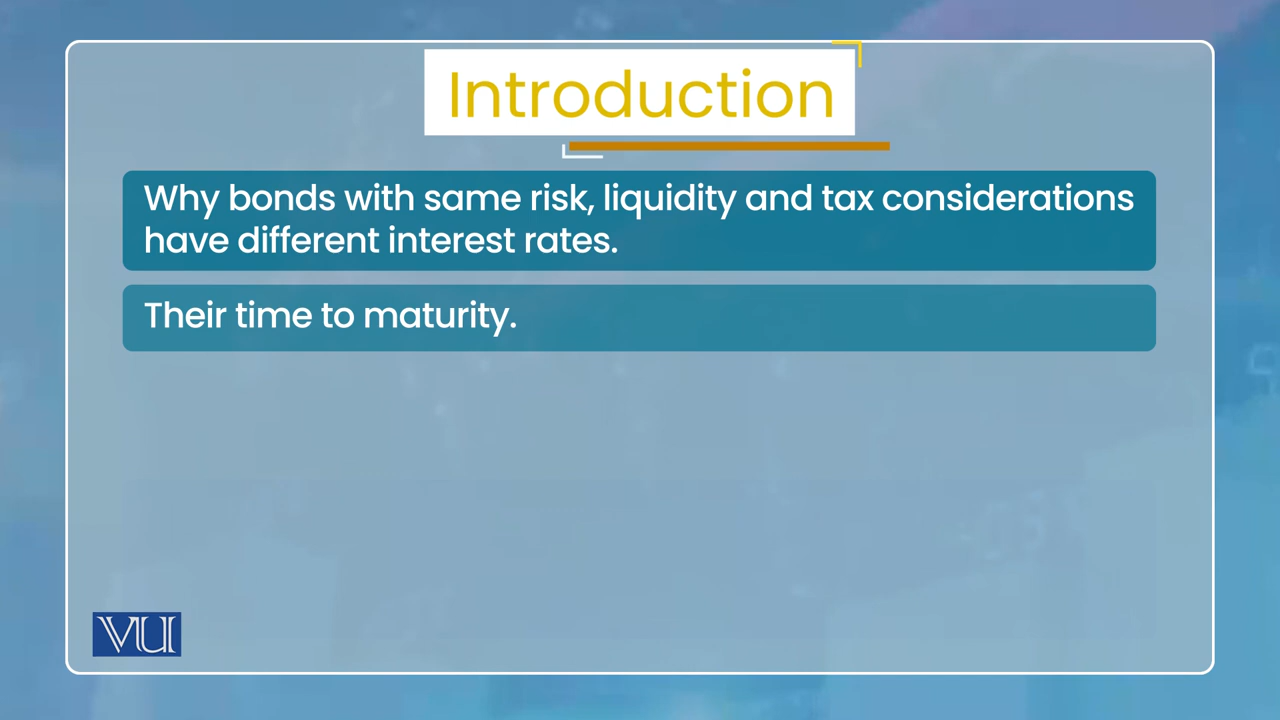 Introduction
Why bonds with same risk, liquidity and tax considerations
have different interest rates.
Their time to maturity.
VU